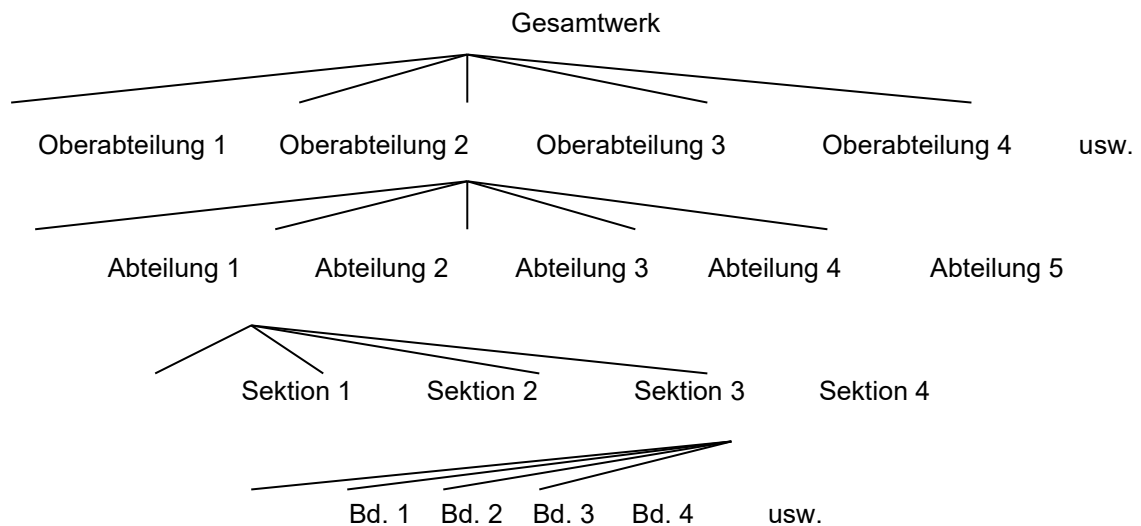 Gesamtwerk
Oberabteilung 1 Oberabteilung 2 Oberabteilung 3 Oberabteilung 4 usw.
Abteilung 1 Abteilung 2 Abteilung 3 Abteilung 4 Abteilung 5
Sektion 1 Sektion 2 Sektion 3 Sektion 4
Bd. 1 Bd. 2 Bd. 3 Bd. 4 usw.